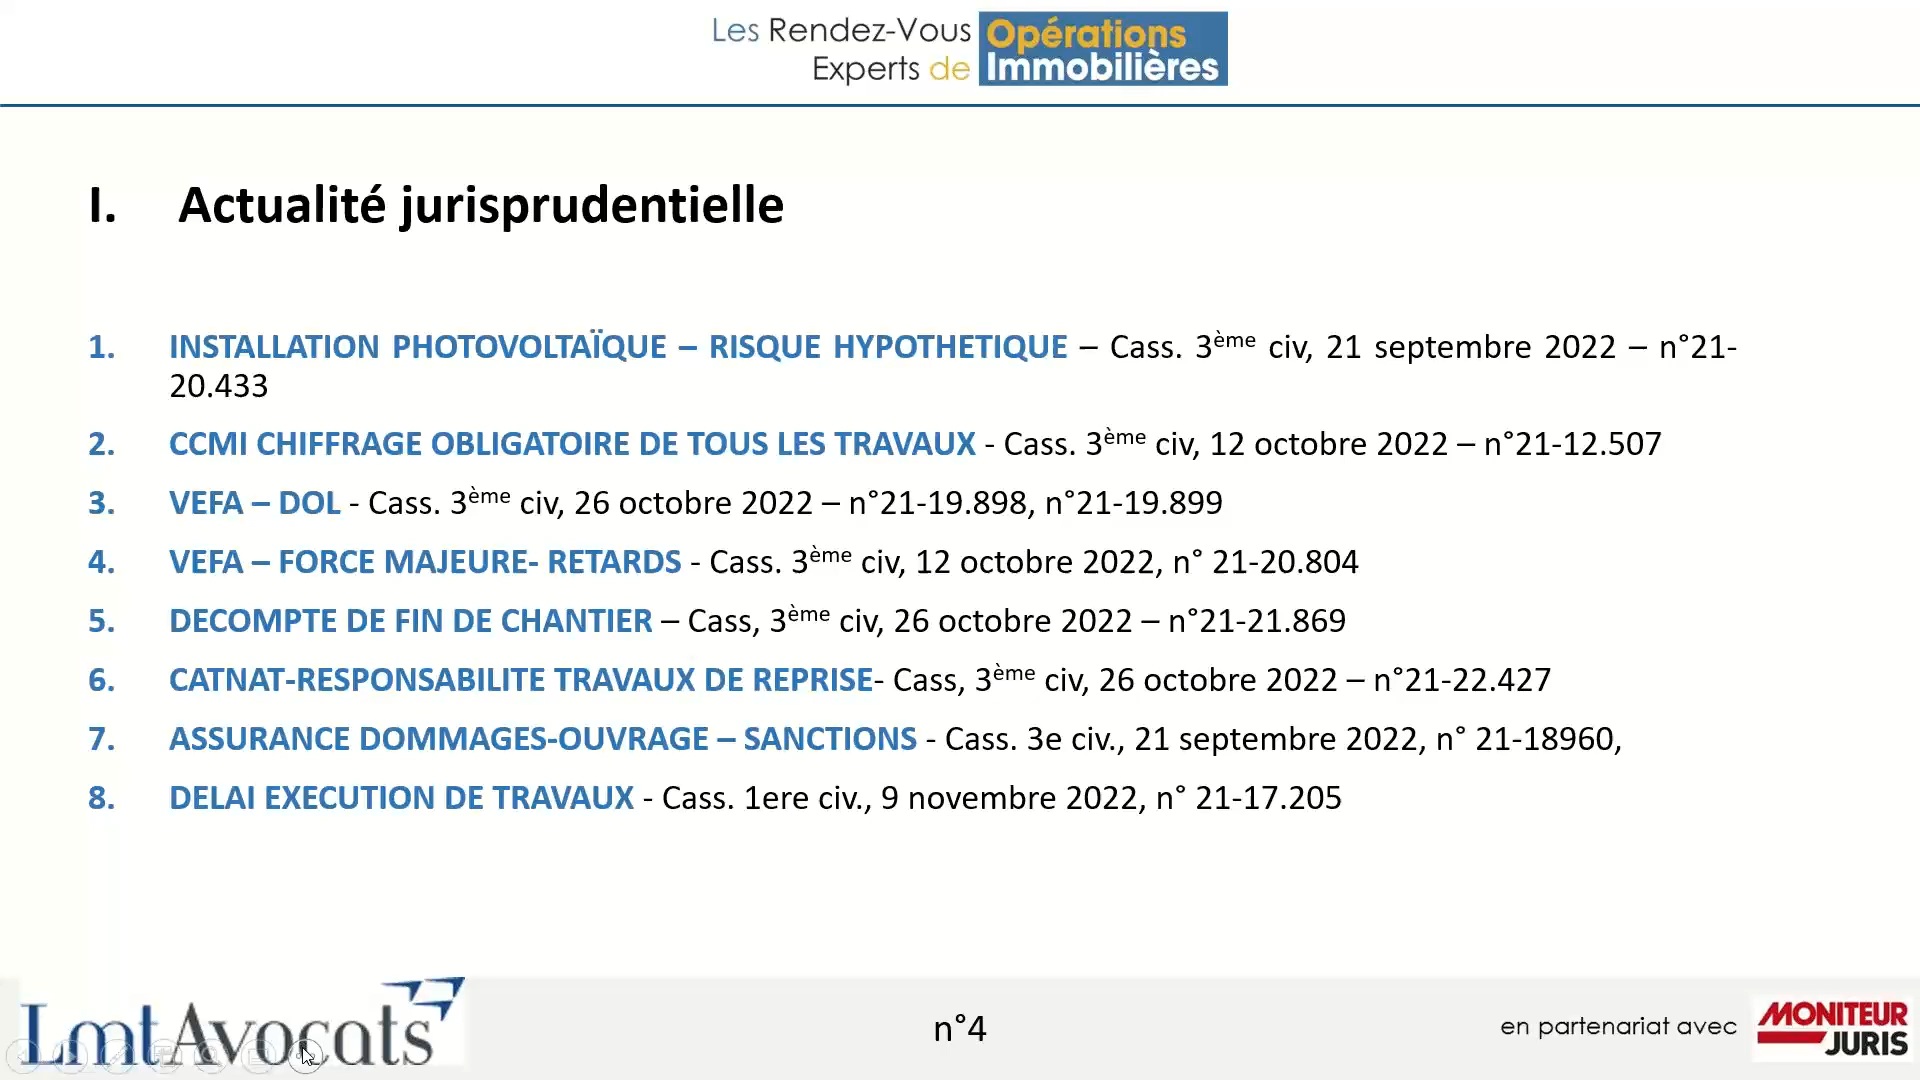 Les Rendez-Vous Opérations
Experts de Immobilières
I. Actualité jurisprudentielle
1. INSTALLATION PHOTOVOLTAÏQUE – RISQUE HYPOTHETIQUE – Cass. 3ème civ, 21 septembre 2022 – n°21-
20.433
2. CCMI CHIFFRAGE OBLIGATOIRE DE TOUS LES TRAVAUX - Cass. 3ème civ, 12 octobre 2022 – n°21-12.507
3. VEFA – DOL - Cass. 3ème civ, 26 octobre 2022 – n°21-19.898, n°21-19.899
4. VEFA – FORCE MAJEURE- RETARDS - Cass. 3ème civ, 12 octobre 2022, n° 21-20.804
5. DECOMPTE DE FIN DE CHANTIER – Cass, 3ème civ, 26 octobre 2022 – n°21-21.869
6. CATNAT-RESPONSABILITE TRAVAUX DE REPRISE- Cass, 3ème civ, 26 octobre 2022 – n°21-22.427
7. ASSURANCE DOMMAGES-OUVRAGE – SANCTIONS - Cass. 3e civ., 21 septembre 2022, n° 21-18960,
8. DELAI EXECUTION DE TRAVAUX - Cass. 1ere civ., 9 novembre 2022, n° 21-17.205
Lmt Avocats
n°4
en partenariat avec MONITEUR
JURIS